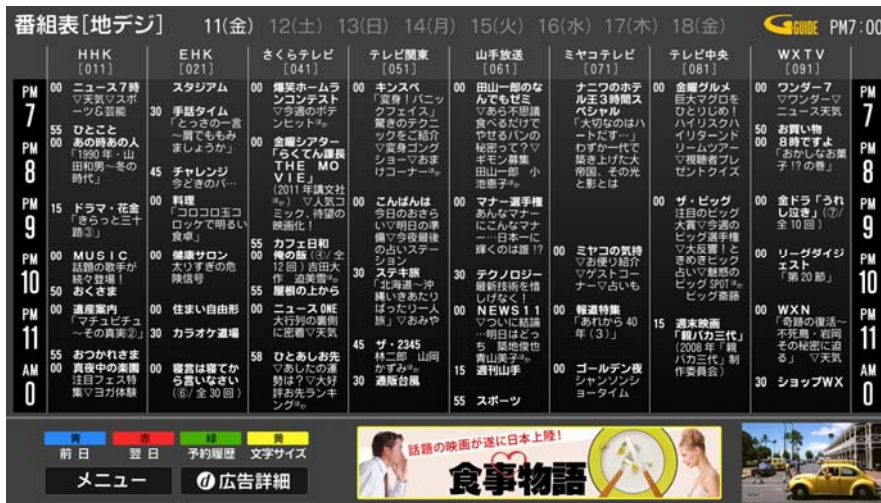 番組表[地デジ]
11(金) 12(土) 13(日) 14(月) 15(火) 16(水) 17(木) 18(金)
G GUIDE PM7:00
HHK
[011]
EHK
[021]
さくらテレビ
[041]
テレビ関東
[051]
山手放送
[061]
ミヤコテレビ
[071]
テレビ中央
[081]
WXTV
[091]
PM
7
PM
8
PM
9
PM
10
PM
11
AM
0
00 ニュース7時
▽天気▽スポ
ーツ&芸能
55 ひとこと
00 あの時あの人
「1990年・山
田和男〜冬の
時代」
15 ドラマ・花金
「きらっと三十
路③」
00 MUSIC
話題の歌手が
続々登場!
50 おくさま
00 遺産案内
「マチュピチュ
〜その真実②」
55 おつかれさま
00 真夜中の楽園
注目フェス特
集▽ヨガ体験
スタジアム
30 手話タイム
「とっさの一言
〜肩でももみ
ましょうか」
45 チャレンジ
今どきのパ…
00 料理
「コロコロ玉コ
ロッケで明るい
食卓」
00 健康サロン
太りすぎの危
険信号
00 住まい自由形
30 カラオケ道場
00 寝言は寝てか
ら言いなさい
(⑥/全30回)
00 爆笑ホームラ
ンコンテスト
▽今週のポテ
ンヒットほか
00 金曜シアター
「らくてん課長
THE MO
VIE」
(2011年講文社
ほか) ▽人気コ
ミック、待望の
映画化!
55 カフェ日和
00 俺の飯(④/全
12回)吉田大
作 迫美雪ほか
55 屋根の上から
00 ニュースONE
大行列の裏側
に密着▽天気
58 ひとあしお先
▽あしたの運
勢は?▽大好
評お先ランキ
ングほか
00 キンスペ
「変身!パニッ
クフェイス」
驚きのテクニ
ックをご紹介
▽変身ゴング
ショー▽おま
けコーナーほか
00 こんばんは
今日のおさら
い▽明日の準
備▽今夜最後
の占いステー
ション
30 ステキ旅
「北海道〜沖
縄いきあたり
ばったり一人
旅」▽おみや
45 ザ・2345
林二郎 山岡
かずみほか
30 通販台風
00 田山一郎のな
んでもゼミ
▽あら不思議
食べるだけで
やせるパンの
秘密って?▽
ギモン募集
田山一郎 小
池恵子ほか
00 マナー選手権
あんなマナー
にこんなマナ
ー…日本一に
輝くのは誰!?
30 テクノロジー
最新技術を惜
しげなく!
00 NEWS11
▽ついに結論
…明日はどっ
ち 築地俊也
青山美子ほか
15 週刊山手
55 スポーツ
ナニワのホテ
ル王3時間ス
ペシャル
「大切なのはハ
ートだす…」
わずか一代で
築き上げた大
帝国、その光
と影とは
00 ミヤコの気持
▽お便り紹介
▽ゲストコー
ナー▽占いも
00 報道特集
「あれから40
年(3)」
00 ゴールデン夜
シャンソンシ
ョータイム
00 金曜グルメ
巨大マグロを
ひとりじめ!
ハイリスクハ
イリターンド
リームツアー
▽視聴者プレ
ゼントクイズ
00 ザ・ビッグ
注目のビッグ
大賞▽今週の
ビッグ選手権
▽大反響!と
きめきビッグ
占い▽魅惑の
ビッグSPOTほか
ビッグ斎藤
15 週末映画
「親バカ三代」
(2008年「親
バカ三代」制
作委員会)
00 ワンダー7
▽ワンダー▽
ニュース天気
50 お買い物
00 8時ですよ
「おかしなお菓
子!?の巻」
00 金ドラ「うれ
し泣き」(⑦/
全10回)
00 リーグダイジ
ェスト
「第20節」
00 WXN
「奇跡の復活〜
不死鳥・岩岡
その秘密に迫
る」 ▽天気
30 ショップWX
PM
7
PM
8
PM
9
PM
10
PM
11
AM
0
青 赤 緑 黄
前日 翌日 予約履歴 文字サイズ
メニュー
d 広告詳細
話題の映画が遂に日本上陸!
食事物語